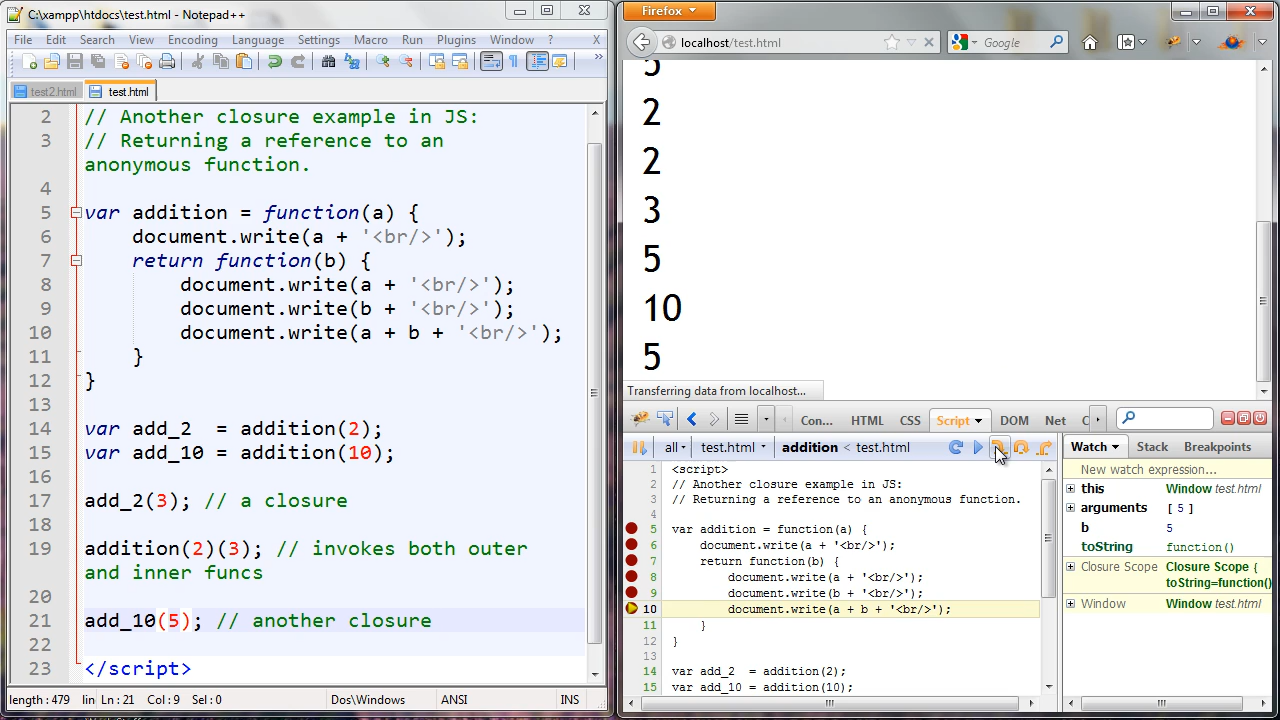 C:\xampp\htdocs\test.html - Notepad++
File Edit Search View Encoding Language Settings Macro Run Plugins Window ? X
test2.html test.html
2 // Another closure example in JS:
3 // Returning a reference to an
anonymous function.
4
5 var addition = function(a) {
6 document.write(a + '<br/>');
7 return function(b) {
8 document.write(a + '<br/>');
9 document.write(b + '<br/>');
10 document.write(a + b + '<br/>');
11 }
12 }
13
14 var add_2  = addition(2);
15 var add_10 = addition(10);
16
17 add_2(3); // a closure
18
19 addition(2)(3); // invokes both outer
and inner funcs
20
21 add_10(5); // another closure
22
23 </script>
length : 479 lin Ln : 21 Col : 9 Sel : 0 Dos\Windows ANSI INS
Firefox
localhost/test.html Google
5
2
2
3
5
10
5
Transferring data from localhost...
Con... HTML CSS Script DOM Net C
all test.html addition < test.html
1 <script>
2 // Another closure example in JS:
3 // Returning a reference to an anonymous function.
4
5 var addition = function(a) {
6 document.write(a + '<br/>');
7 return function(b) {
8 document.write(a + '<br/>');
9 document.write(b + '<br/>');
10 document.write(a + b + '<br/>');
11 }
12 }
13
14 var add_2  = addition(2);
15 var add_10 = addition(10);
Watch Stack Breakpoints
New watch expression...
this Window test.html
arguments [ 5 ]
b 5
toString function()
Closure Scope Closure Scope {
toString=function()
Window Window test.html